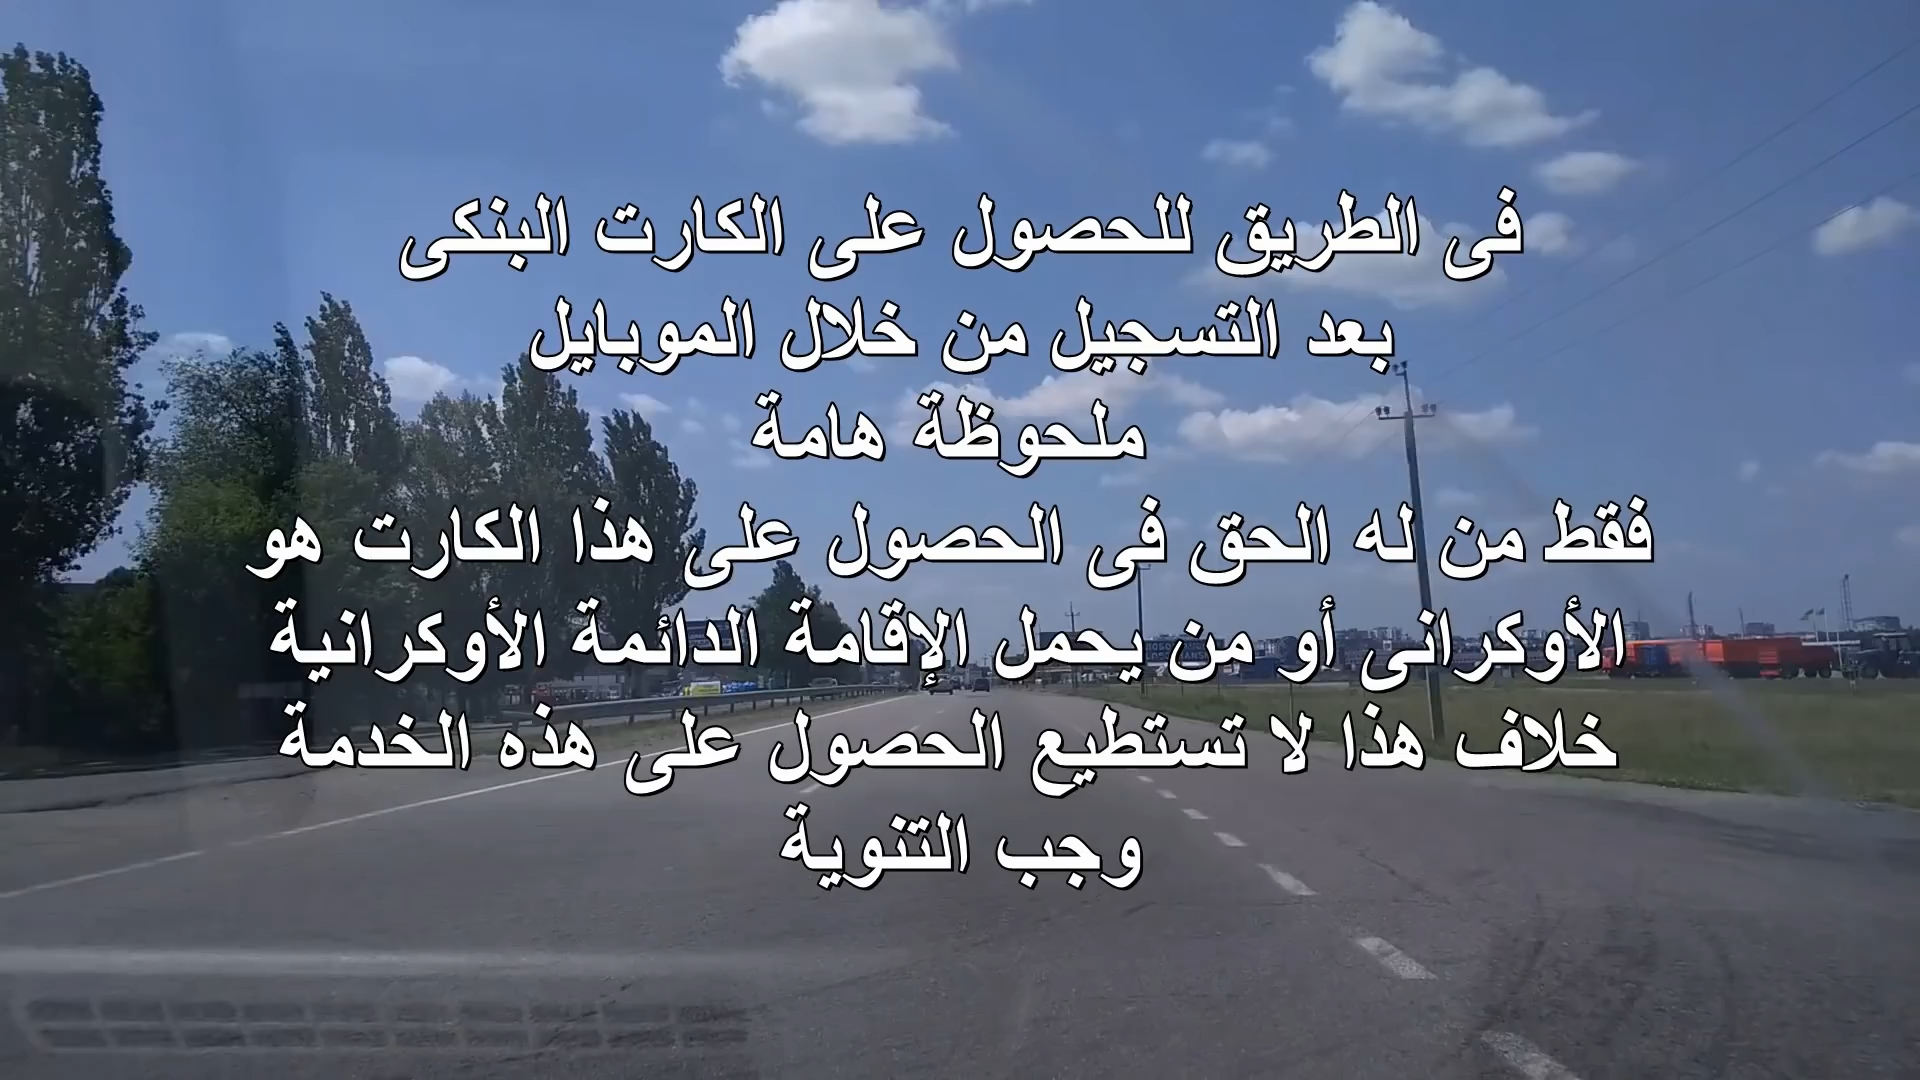 فى الطريق للحصول على الكارت البنكى
بعد التسجيل من خلال الموبايل
ملحوظة هامة
فقط من له الحق فى الحصول على هذا الكارت هو
الأوكرانى أو من يحمل الإقامة الدائمة الأوكرانية
خلاف هذا لا تستطيع الحصول على هذه الخدمة
وجب التنوية